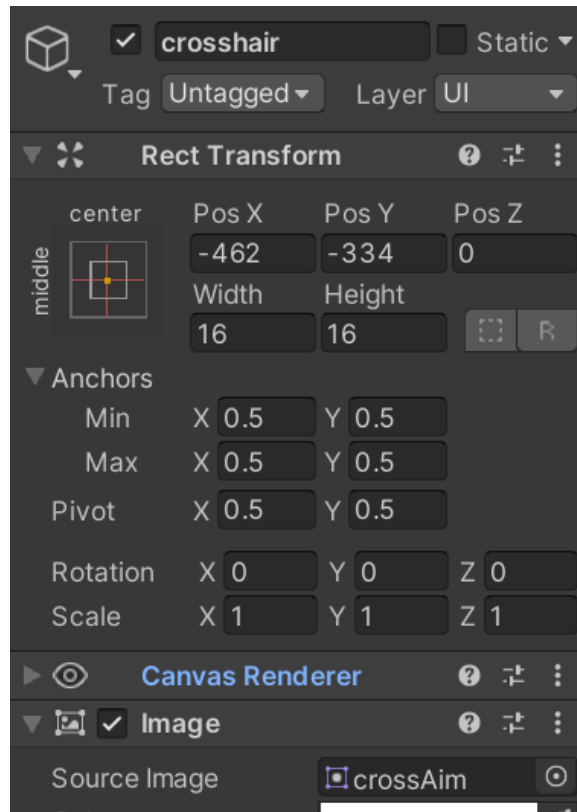 crosshair Static
Tag Untagged Layer UI
Rect Transform
center Pos X Pos Y Pos Z
middle -462 -334 0
Width Height
16 16 R
Anchors
Min X 0.5 Y 0.5
Max X 0.5 Y 0.5
Pivot X 0.5 Y 0.5
Rotation X 0 Y 0 Z 0
Scale X 1 Y 1 Z 1
Canvas Renderer
Image
Source Image crossAim